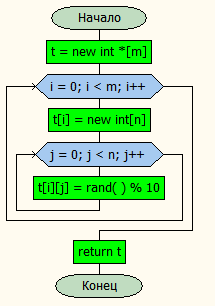 Начало
t = new int *[m]
i = 0; i < m; i++
t[i] = new int[n]
j = 0; j < n; j++
t[i][j] = rand( ) % 10
return t
Конец